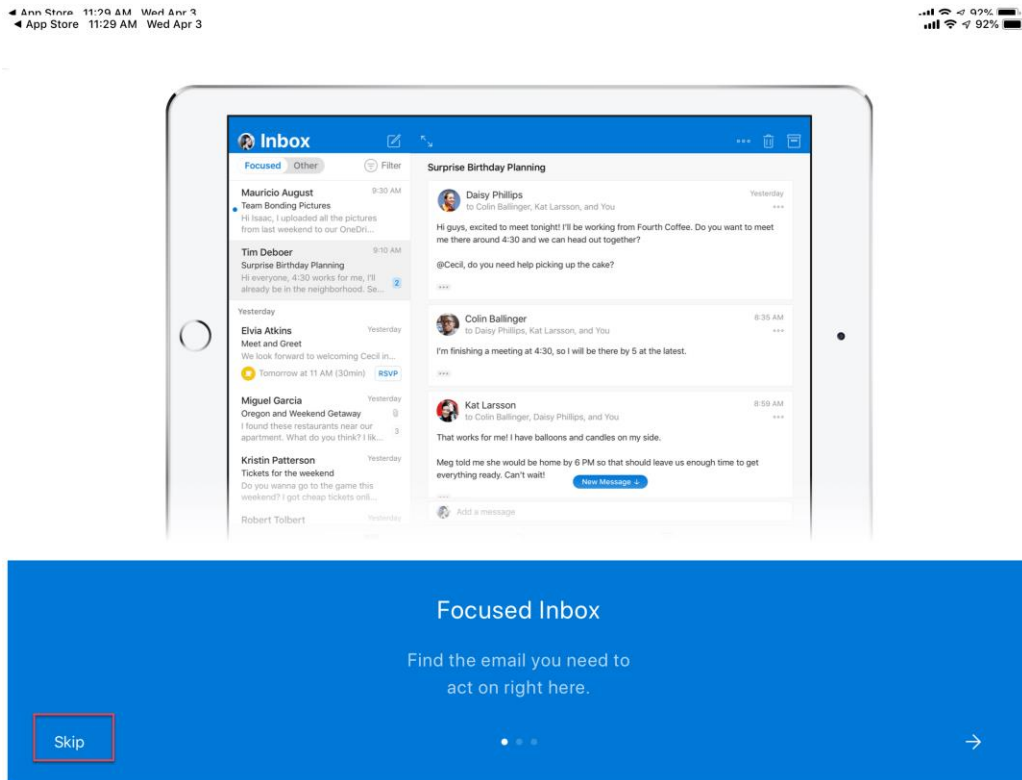 ◄ App Store 11:29 AM Wed Apr 3
92%
◄ App Store 11:29 AM Wed Apr 3
92%
Inbox
Focused Other Filter
Mauricio August 9:30 AM
Team Bonding Pictures
Hi Isaac, I uploaded all the pictures
from last weekend to our OneDri...
Tim Deboer 9:10 AM
Surprise Birthday Planning
Hi everyone, 4:30 works for me, I'll
already be in the neighborhood. Se... 2
Yesterday
Elvia Atkins Yesterday
Meet and Greet
We look forward to welcoming Cecil in...
Tomorrow at 11 AM (30min) RSVP
Miguel Garcia Yesterday
Oregon and Weekend Getaway
I found these restaurants near our
apartment. What do you think? I lik... 3
Kristin Patterson Yesterday
Tickets for the weekend
Do you wanna go to the game this
weekend? I got cheap tickets onli...
Robert Tolbert Yesterday
Surprise Birthday Planning
Daisy Phillips Yesterday
to Colin Ballinger, Kat Larsson, and You
Hi guys, excited to meet tonight! I'll be working from Fourth Coffee. Do you want to meet
me there around 4:30 and we can head out together?
@Cecil, do you need help picking up the cake?
Colin Ballinger 8:35 AM
to Daisy Phillips, Kat Larsson, and You
I'm finishing a meeting at 4:30, so I will be there by 5 at the latest.
Kat Larsson 8:59 AM
to Colin Ballinger, Daisy Phillips, and You
That works for me! I have balloons and candles on my side.
Meg told me she would be home by 6 PM so that should leave us enough time to get
everything ready. Can't wait!
New Message ↓
Add a message
Focused Inbox
Find the email you need to
act on right here.
Skip